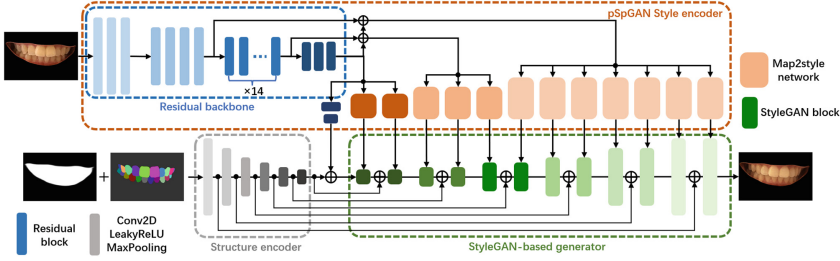 pSpGAN Style encoder
Map2style
network
StyleGAN block
×14
Residual backbone
Residual
block
Conv2D
LeakyReLU
MaxPooling
Structure encoder
StyleGAN-based generator